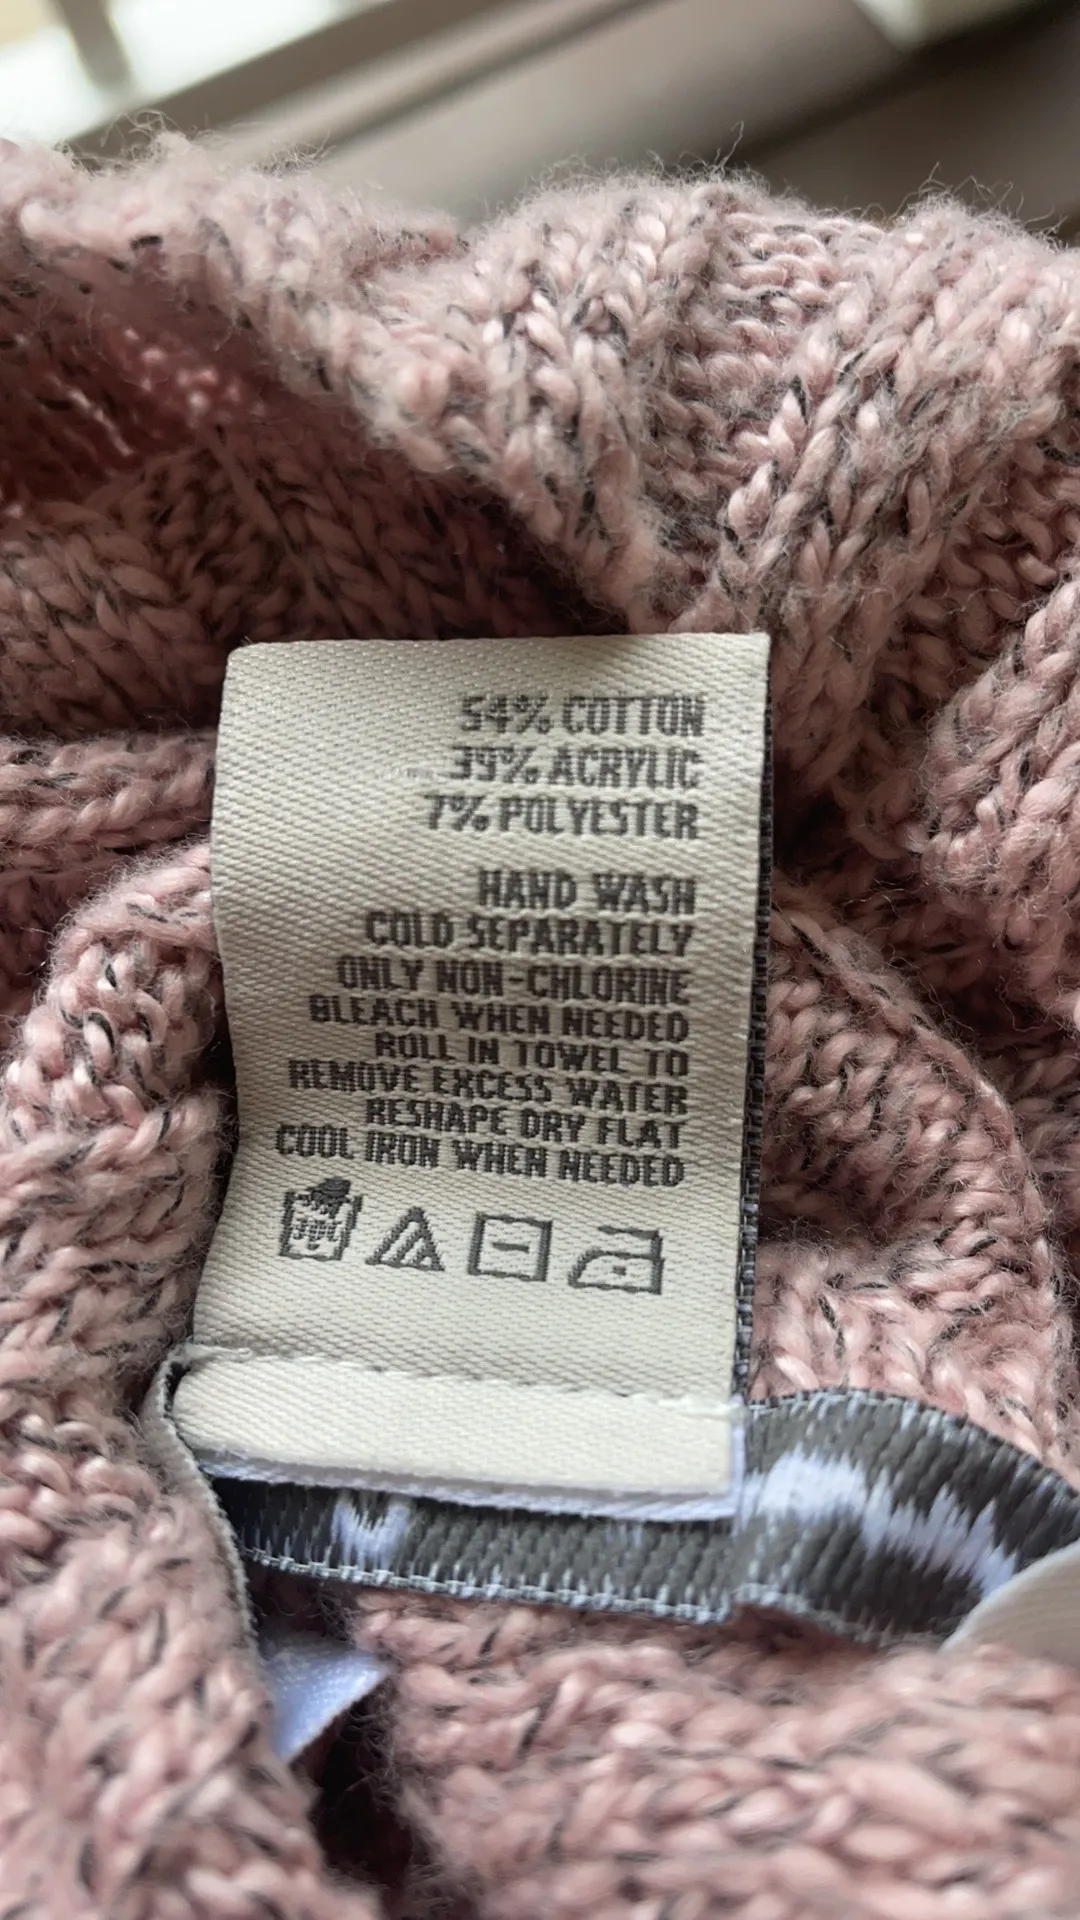 54% COTTON
39% ACRYLIC
7% POLYESTER
HAND WASH
COLD SEPARATELY
ONLY NON-CHLORINE
BLEACH WHEN NEEDED
ROLL IN TOWEL TO
REMOVE EXCESS WATER
RESHAPE DRY FLAT
COOL IRON WHEN NEEDED